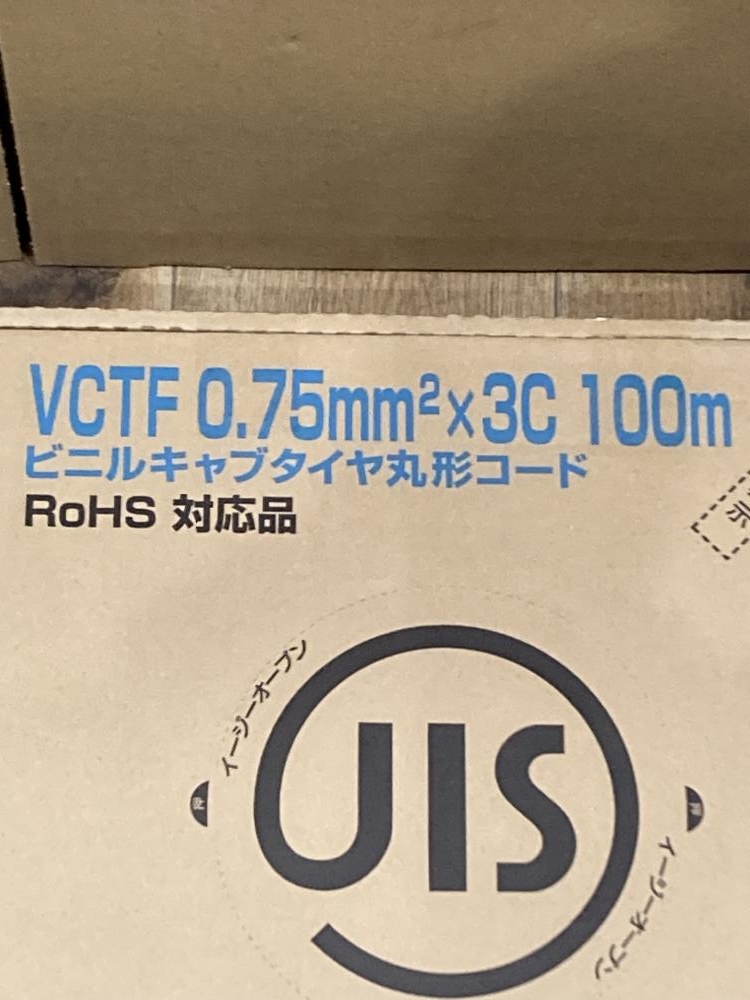 VCTF 0.75mm²×3C 100m
ビニルキャブタイヤ丸形コード
RoHS 対応品
イージーオープン
JIS
押
押
イージーオープン